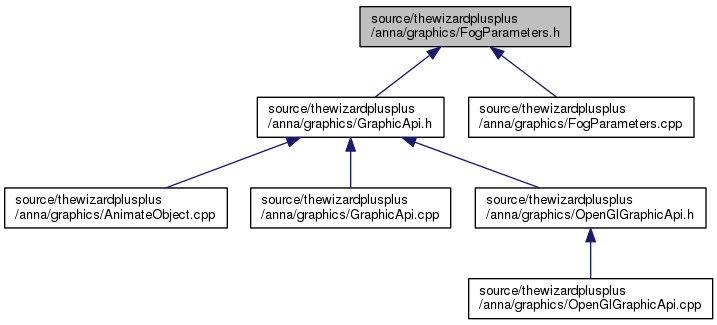 source/thewizardplusplus
/anna/graphics/FogParameters.h
source/thewizardplusplus
/anna/graphics/GraphicApi.h
source/thewizardplusplus
/anna/graphics/FogParameters.cpp
source/thewizardplusplus
/anna/graphics/AnimateObject.cpp
source/thewizardplusplus
/anna/graphics/GraphicApi.cpp
source/thewizardplusplus
/anna/graphics/OpenGlGraphicApi.h
source/thewizardplusplus
/anna/graphics/OpenGlGraphicApi.cpp